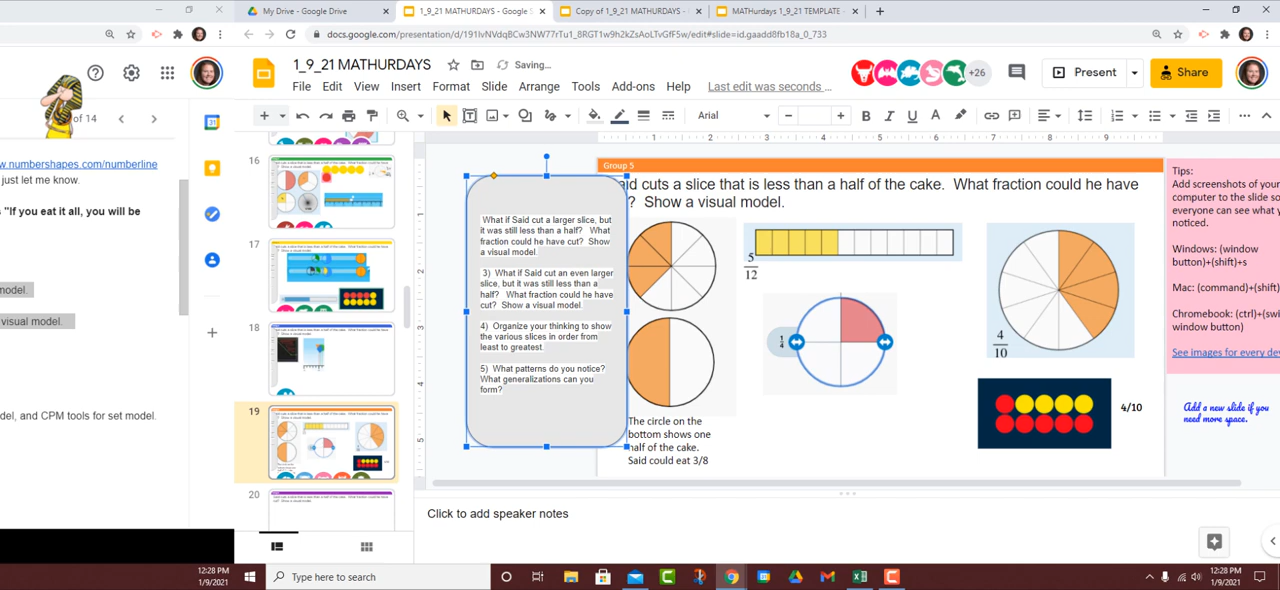 My Drive - Google Drive
1_9_21 MATHURDAYS - Google S
Copy of 1_9_21 MATHURDAYS -
MATHurdays 1_9_21 TEMPLATE -
docs.google.com/presentation/d/191lvNVdqBCw3NW77rTu1_8RGT1w9h2kZsAoLTvGfF5w/edit#slide=id.gaadd8fb18a_0_733
1_9_21 MATHURDAYS
Saving...
File Edit View Insert Format Slide Arrange Tools Add-ons Help
Last edit was seconds ...
+26
Present
Share
of 14
Arial
w.numbershapes.com/numberline
just let me know.
s "If you eat it all, you will be
model.
visual model.
del, and CPM tools for set model.
16
17
18
19
20
Group 5
aid cuts a slice that is less than a half of the cake. What fraction could he have
? Show a visual model.
What if Said cut a larger slice, but
it was still less than a half? What
fraction could he have cut? Show
a visual model.
3) What if Said cut an even larger
slice, but it was still less than a
half? What fraction could he have
cut? Show a visual model.
4) Organize your thinking to show
the various slices in order from
least to greatest.
5) What patterns do you notice?
What generalizations can you
form?
5
12
1
4
4
10
4/10
The circle on the
bottom shows one
half of the cake.
Said could eat 3/8
Tips:
Add screenshots of your
computer to the slide so
everyone can see what y
noticed.
Windows: (window
button)+(shift)+s
Mac: (command)+(shift)
Chromebook: (ctrl)+(swi
window button)
See images for every de
Add a new slide if you
need more space.
Click to add speaker notes
12:28 PM
1/9/2021
Type here to search
12:28 PM
1/9/2021